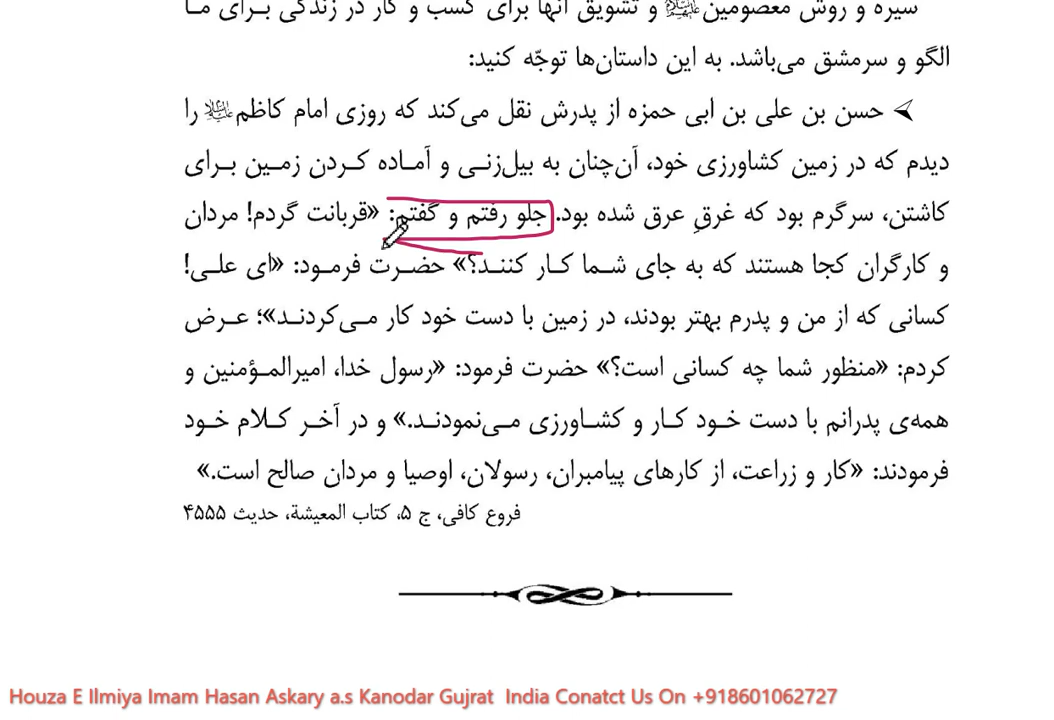 سیره و روش معصومین علیهم‌السلام و تشویق آنها برای کسب و کار در زندگی برای ما
الگو و سرمشق می‌باشد. به این داستان‌ها توجّه کنید:
حسن بن علی بن ابی حمزه از پدرش نقل می‌کند که روزی امام کاظم علیه‌السلام را
دیدم که در زمین کشاورزی خود، آن‌چنان به بیل‌زنی و آماده کردن زمین برای
کاشتن، سرگرم بود که غرقِ عرق شده بود. جلو رفتم و گفتم: «قربانت گردم! مردان
و کارگران کجا هستند که به جای شما کار کنند؟» حضرت فرمود: «ای علی!
کسانی که از من و پدرم بهتر بودند، در زمین با دست خود کار می‌کردند»؛ عرض
کردم: «منظور شما چه کسانی است؟» حضرت فرمود: «رسول خدا، امیرالمؤمنین و
همه‌ی پدرانم با دست خود کار و کشاورزی می‌نمودند.» و در آخر کلام خود
فرمودند: «کار و زراعت، از کارهای پیامبران، رسولان، اوصیا و مردان صالح است.»
فروع کافی، ج ۵، کتاب المعیشة، حدیث ۴۵۵۵
Houza E Ilmiya Imam Hasan Askary a.s Kanodar Gujrat India Conatct Us On +918601062727